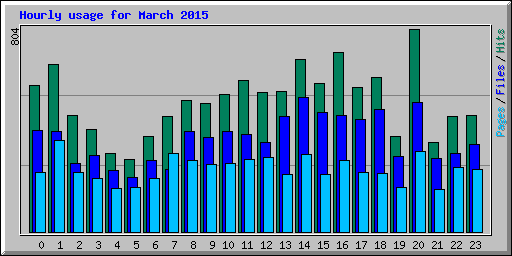 Hourly usage for March 2015
804
Pages/Files/Hits
0 1 2 3 4 5 6 7 8 9 10 11 12 13 14 15 16 17 18 19 20 21 22 23